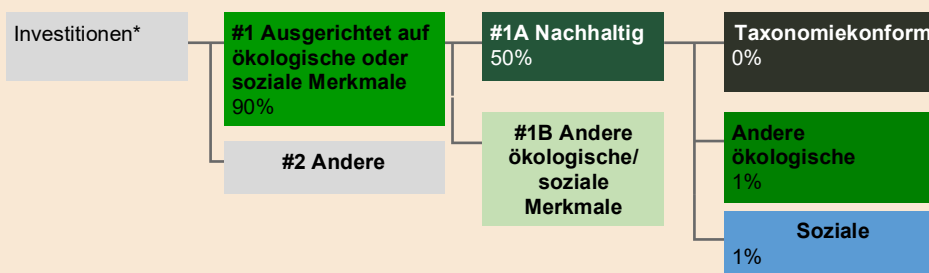 Investitionen*
#1 Ausgerichtet auf
ökologische oder
soziale Merkmale
90%
#2 Andere
#1A Nachhaltig
50%
#1B Andere
ökologische/
soziale
Merkmale
Taxonomiekonform
0%
Andere
ökologische
1%
Soziale
1%